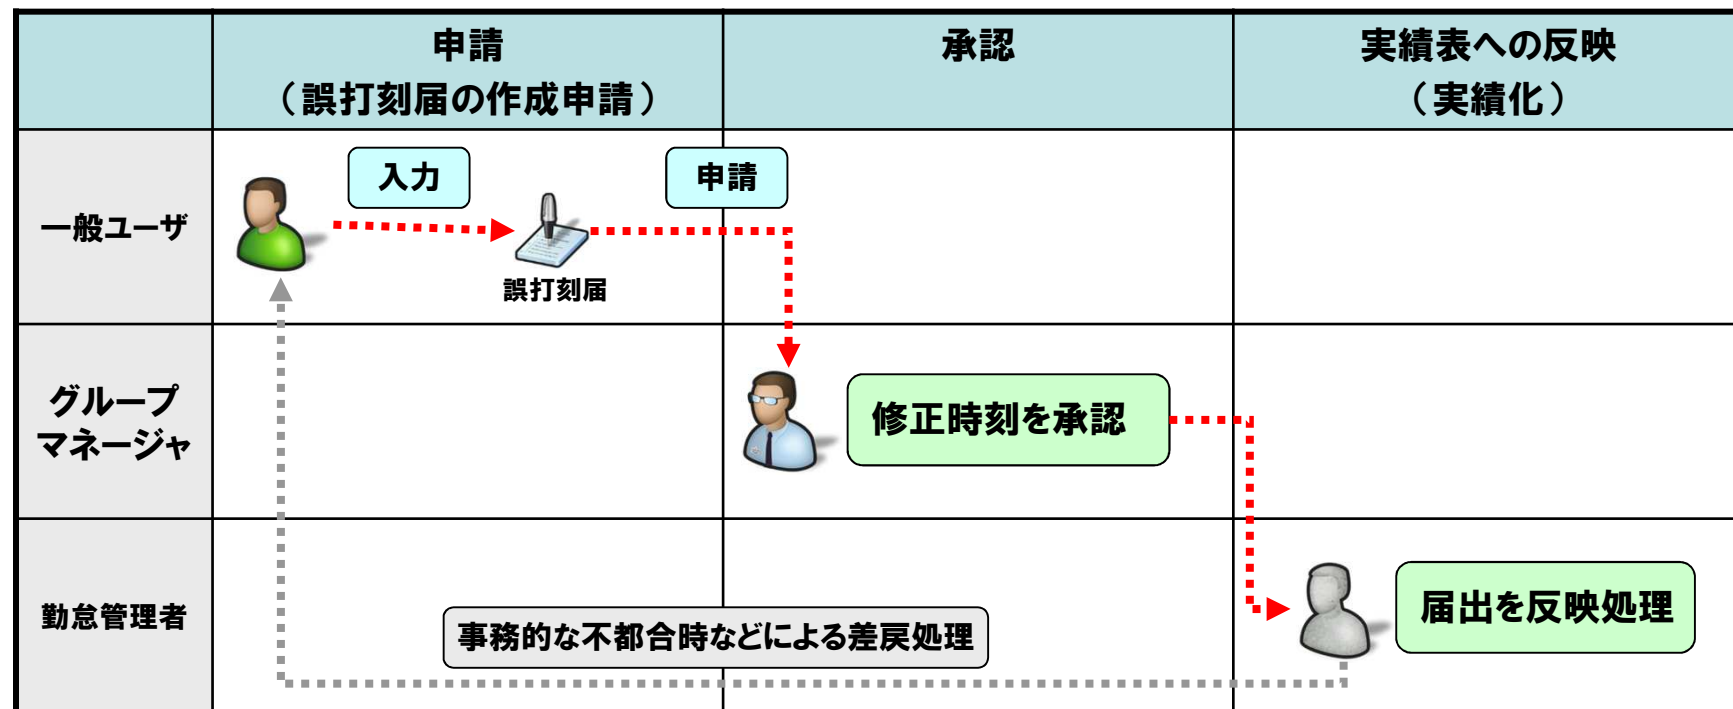 申請
（誤打刻届の作成申請）
承認
実績表への反映
（実績化）
一般ユーザ
入力
申請
誤打刻届
グループ
マネージャ
修正時刻を承認
勤怠管理者
事務的な不都合時などによる差戻処理
届出を反映処理